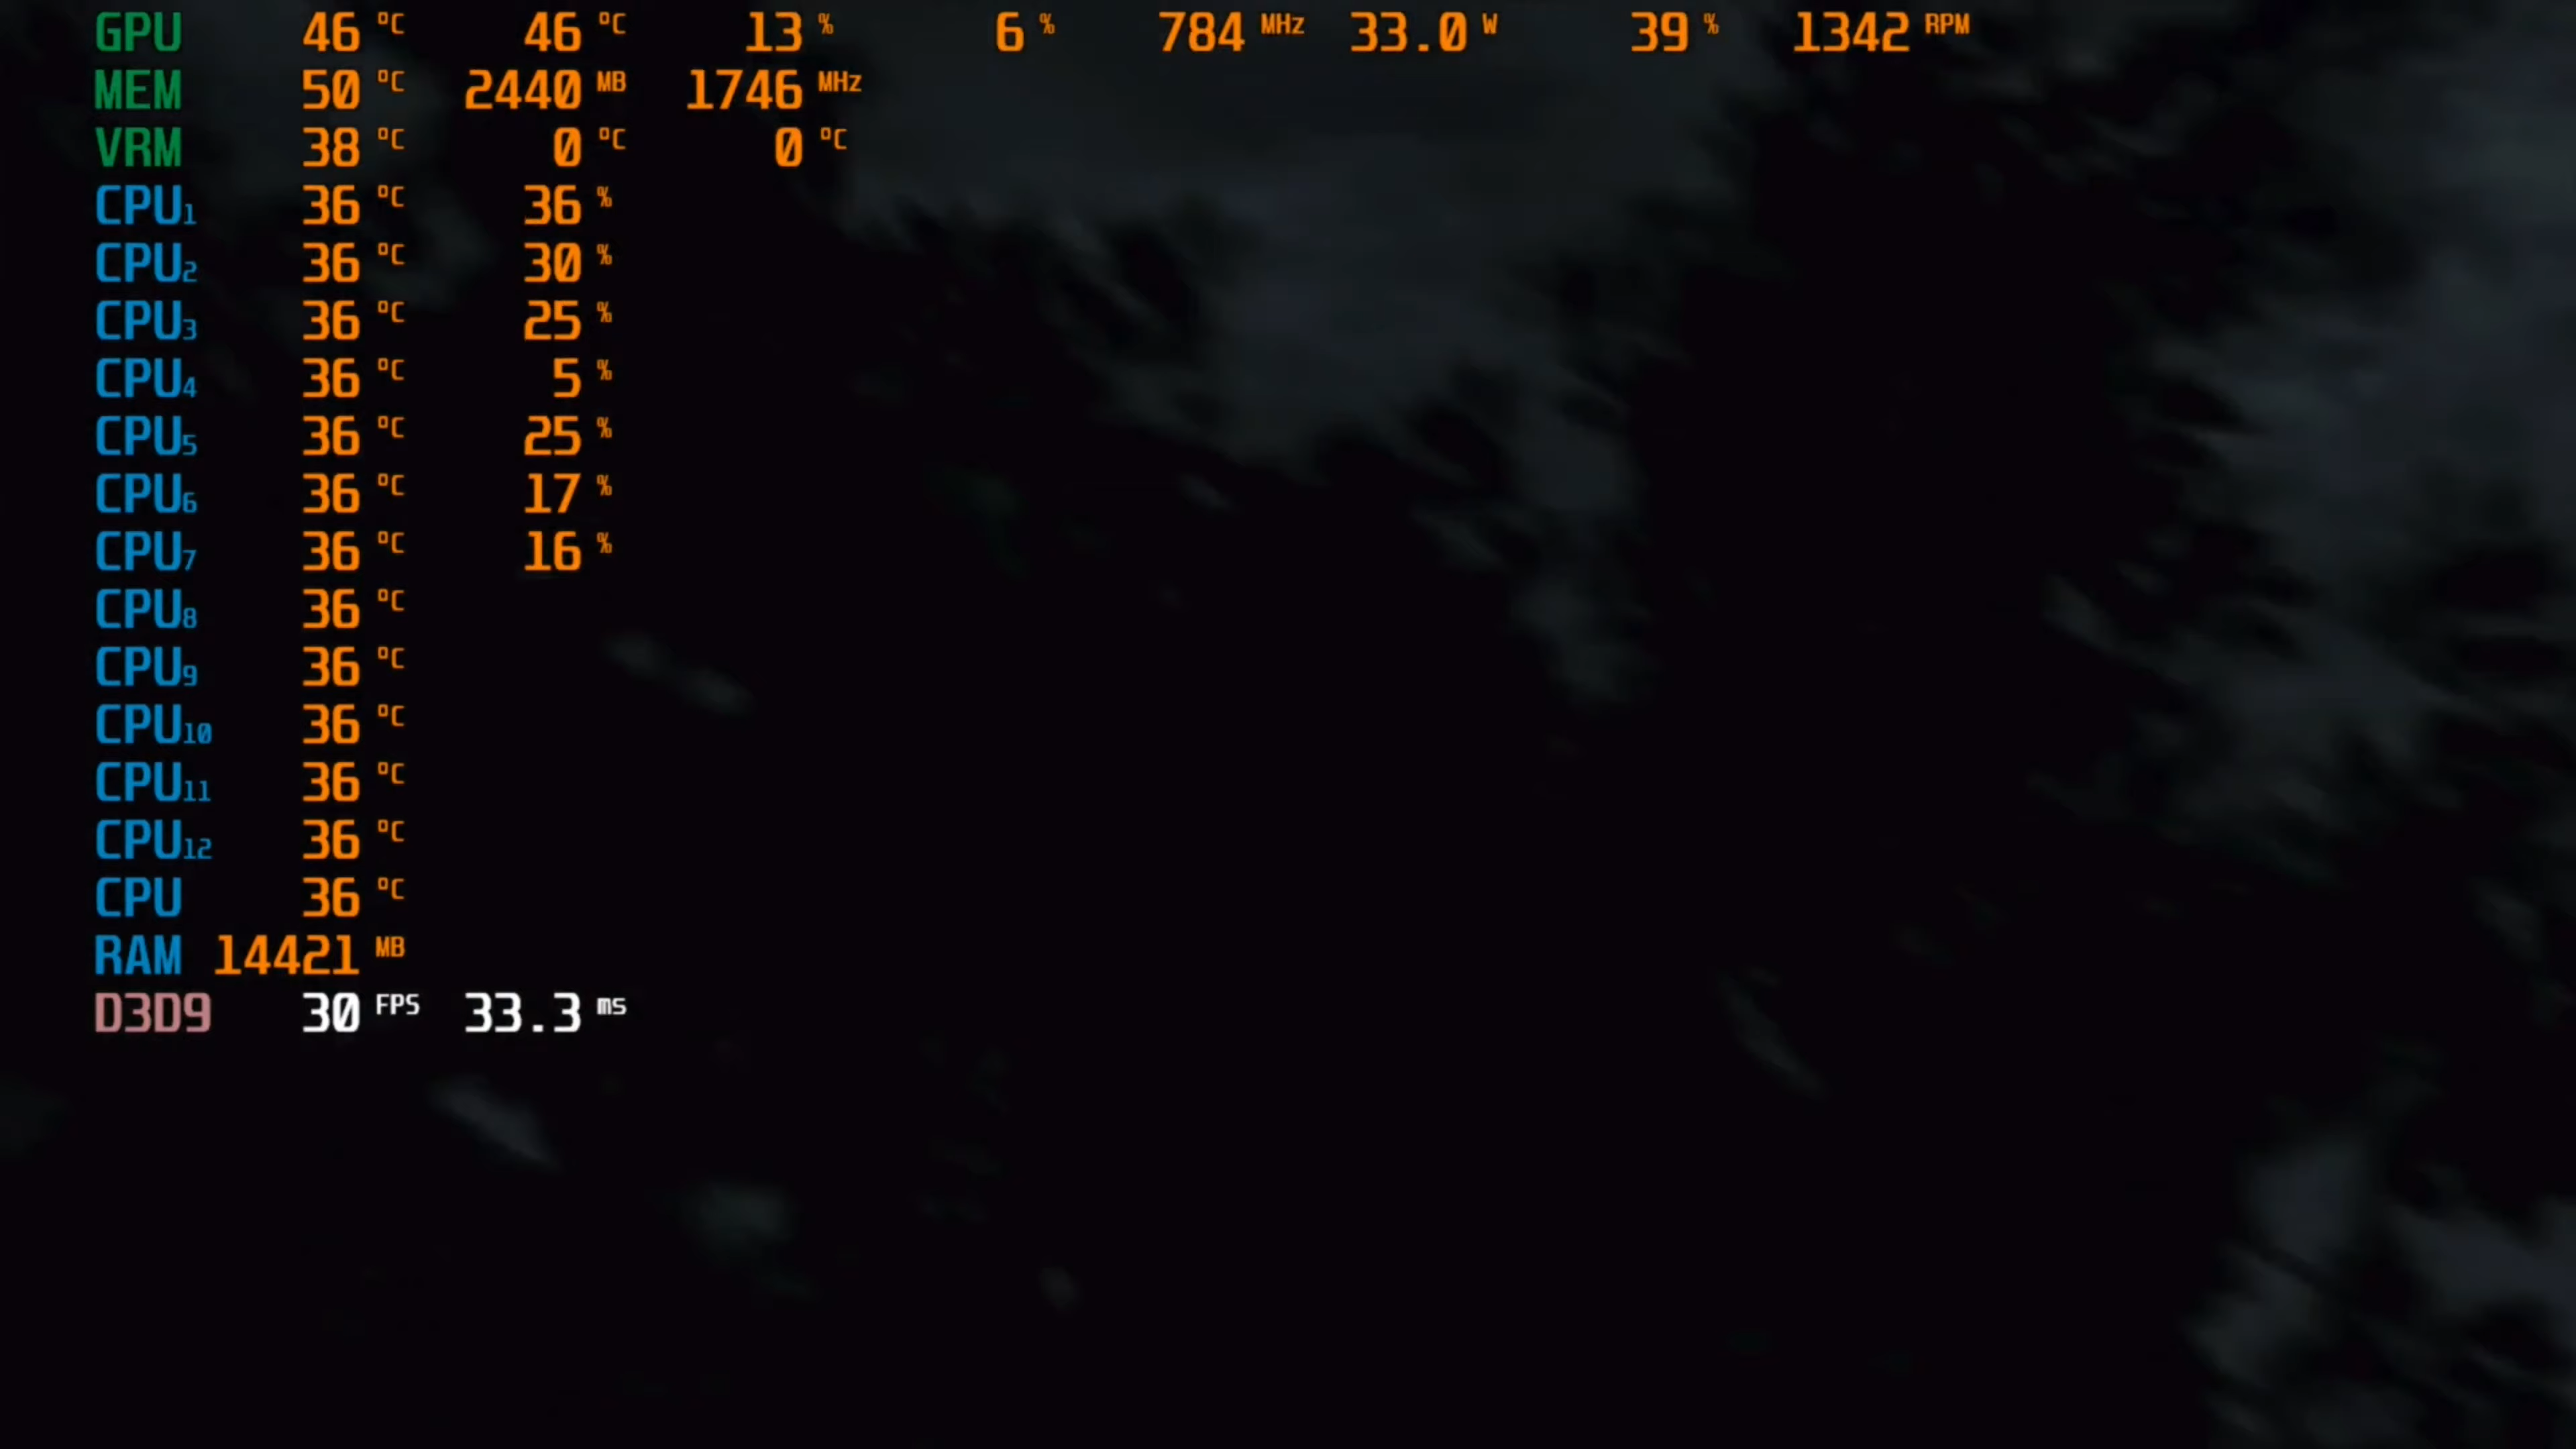 GPU 46 °C 46 °C 13 % 6 % 784 MHz 33.0 W 39 % 1342 RPM
MEM 50 °C 2440 MB 1746 MHz
VRM 38 °C 0 °C 0 °C
CPU1 36 °C 36 %
CPU2 36 °C 30 %
CPU3 36 °C 25 %
CPU4 36 °C 5 %
CPU5 36 °C 25 %
CPU6 36 °C 17 %
CPU7 36 °C 16 %
CPU8 36 °C
CPU9 36 °C
CPU10 36 °C
CPU11 36 °C
CPU12 36 °C
CPU 36 °C
RAM 14421 MB
D3D9 30 FPS 33.3 ms